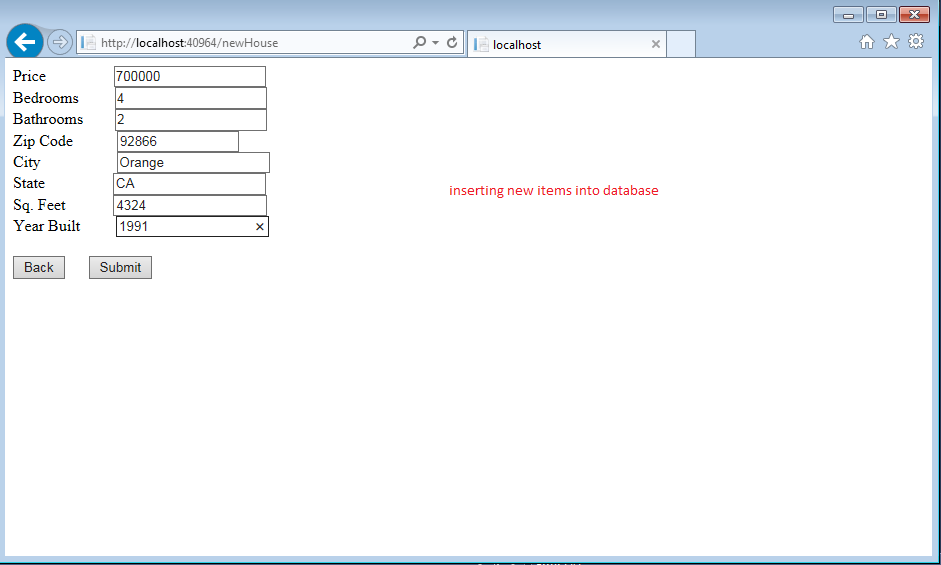 http://localhost:40964/newHouse
localhost
Price 700000
Bedrooms 4
Bathrooms 2
Zip Code 92866
City Orange
State CA
inserting new items into database
Sq. Feet 4324
Year Built 1991
Back Submit